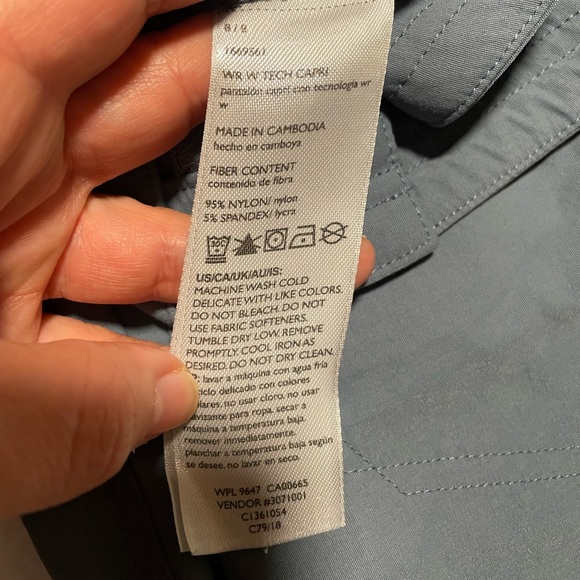 8 / 8
1669561
WR W TECH CAPRI
pantalón capri con tecnología wr
w
MADE IN CAMBODIA
hecho en camboya
FIBER CONTENT
contenido de fibra
95% NYLON/ nylon
5% SPANDEX/ lycra
30°
US/CA/UK/AU/IS:
MACHINE WASH COLD
DELICATE WITH LIKE COLORS.
DO NOT BLEACH. DO NOT
USE FABRIC SOFTENERS.
TUMBLE DRY LOW. REMOVE
PROMPTLY. COOL IRON AS
DESIRED. DO NOT DRY CLEAN.
lavar a máquina con agua fría
ciclo delicado con colores
no usar cloro. no usar
para ropa. secar a
máquina a temperatura baja.
remover inmediatamente.
planchar a temperatura baja según
se desee. no lavar en seco.
WPL 9647 CA00665
VENDOR #3071001
C1361054
C79/18